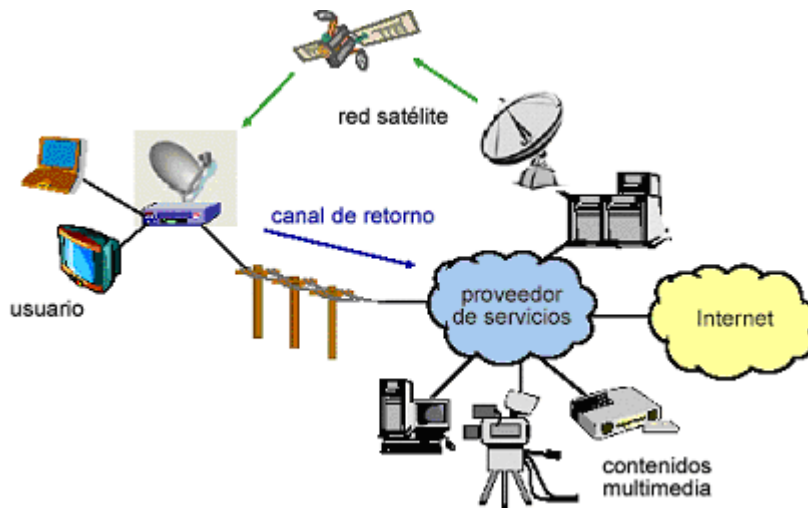 red satélite
canal de retorno
usuario
proveedor
de servicios
Internet
contenidos
multimedia